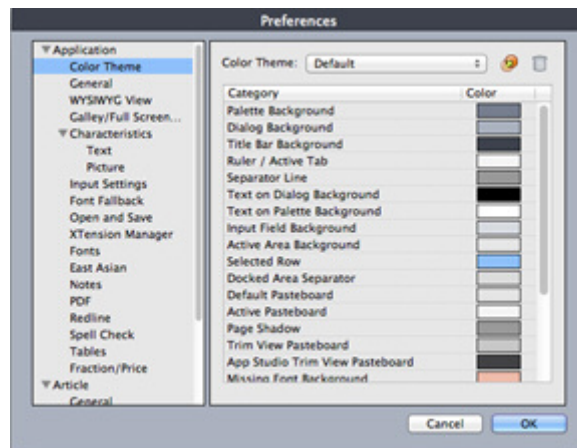 Preferences
Application
Color Theme
General
WYSIWYG View
Galley/Full Screen...
Characteristics
Text
Picture
Input Settings
Font Fallback
Open and Save
XTension Manager
Fonts
East Asian
Notes
PDF
Redline
Spell Check
Tables
Fraction/Price
Article
General
Color Theme: Default
Category Color
Palette Background
Dialog Background
Title Bar Background
Ruler / Active Tab
Separator Line
Text on Dialog Background
Text on Palette Background
Input Field Background
Active Area Background
Selected Row
Docked Area Separator
Default Pasteboard
Active Pasteboard
Page Shadow
Trim View Pasteboard
App Studio Trim View Pasteboard
Missing Font Background
Cancel OK